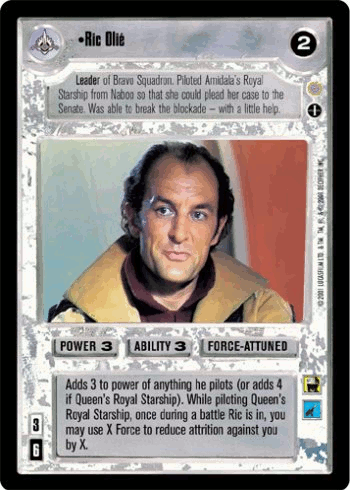 •Ric Olié
2
Leader of Bravo Squadron. Piloted Amidala's Royal
Starship from Naboo so that she could plead her case to the
Senate. Was able to break the blockade – with a little help.
POWER 3
ABILITY 3
FORCE-ATTUNED
Adds 3 to power of anything he pilots (or adds 4
if Queen's Royal Starship). While piloting Queen's
Royal Starship, once during a battle Ric is in, you
may use X Force to reduce attrition against you
by X.
3
6